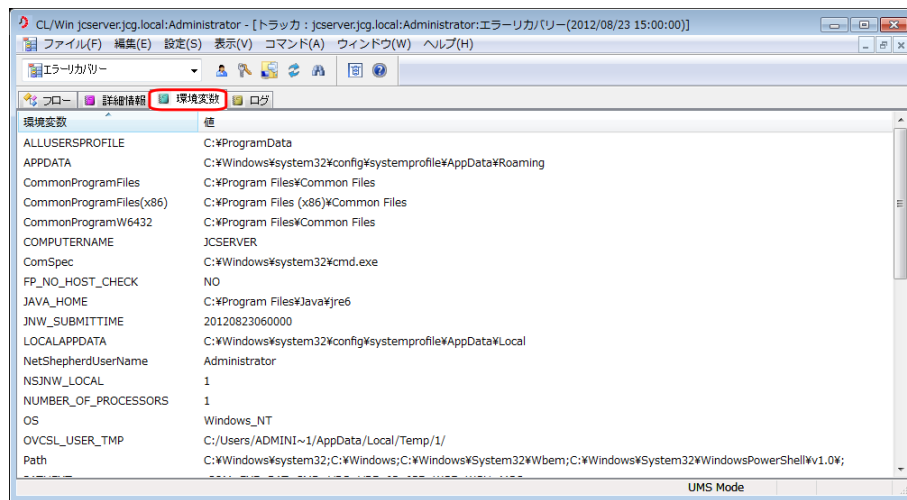 CL/Win jcserver.jcg.local:Administrator - [トラッカ : jcserver.jcg.local:Administrator:エラーリカバリー(2012/08/23 15:00:00)]
ファイル(F) 編集(E) 設定(S) 表示(V) コマンド(A) ウィンドウ(W) ヘルプ(H)
エラーリカバリー
フロー 詳細情報 環境変数 ログ
環境変数 値
ALLUSERSPROFILE C:¥ProgramData
APPDATA C:¥Windows¥system32¥config¥systemprofile¥AppData¥Roaming
CommonProgramFiles C:¥Program Files¥Common Files
CommonProgramFiles(x86) C:¥Program Files (x86)¥Common Files
CommonProgramW6432 C:¥Program Files¥Common Files
COMPUTERNAME JCSERVER
ComSpec C:¥Windows¥system32¥cmd.exe
FP_NO_HOST_CHECK NO
JAVA_HOME C:¥Program Files¥Java¥jre6
JNW_SUBMITTIME 20120823060000
LOCALAPPDATA C:¥Windows¥system32¥config¥systemprofile¥AppData¥Local
NetShepherdUserName Administrator
NSJNW_LOCAL 1
NUMBER_OF_PROCESSORS 1
OS Windows_NT
OVCSL_USER_TMP C:/Users/ADMINI~1/AppData/Local/Temp/1/
Path C:¥Windows¥system32;C:¥Windows;C:¥Windows¥System32¥Wbem;C:¥Windows¥System32¥WindowsPowerShell¥v1.0¥;
UMS Mode